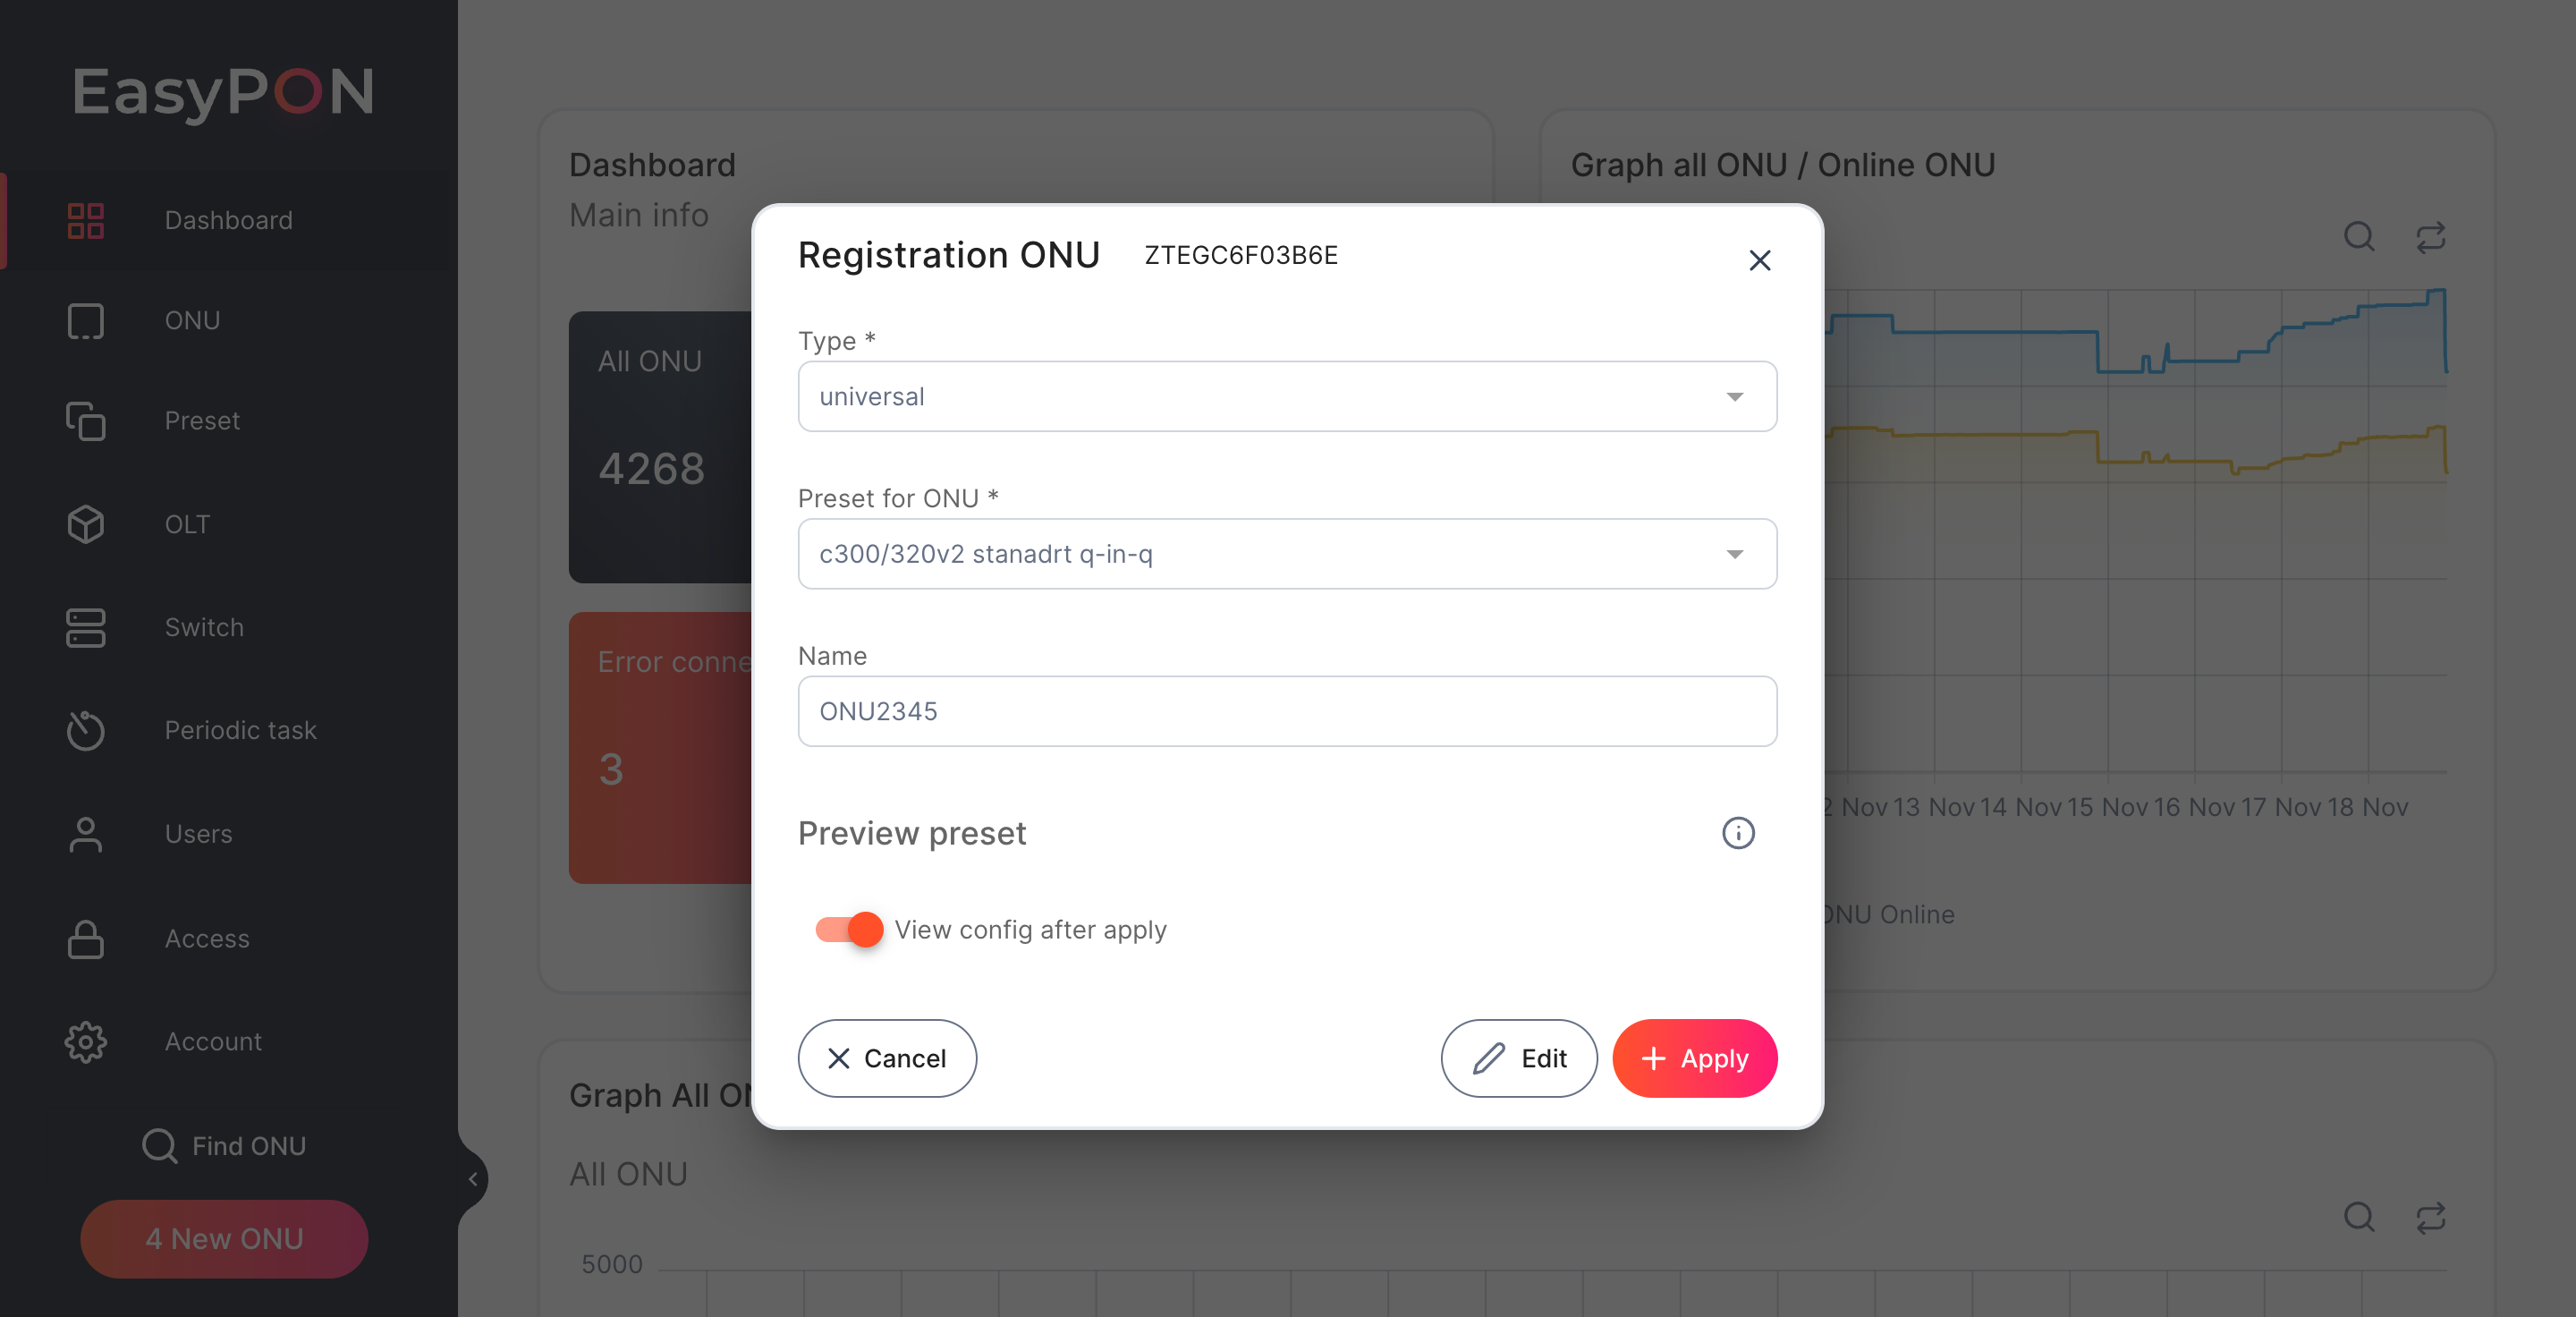 EasyPON
Dashboard
ONU
Preset
OLT
Switch
Periodic task
Users
Access
Account
Find ONU
4 New ONU
Dashboard
Main info
All ONU
4268
Error
3
Graph all ONU / Online ONU
Nov 13 Nov 14 Nov 15 Nov 16 Nov 17 Nov 18 Nov
ONU Online
Graph All
All ONU
5000
Registration ONU ZTEGC6F03B6E
Type *
universal
Preset for ONU *
c300/320v2 stanadrt q-in-q
Name
ONU2345
Preview preset
View config after apply
Cancel
Edit
Apply